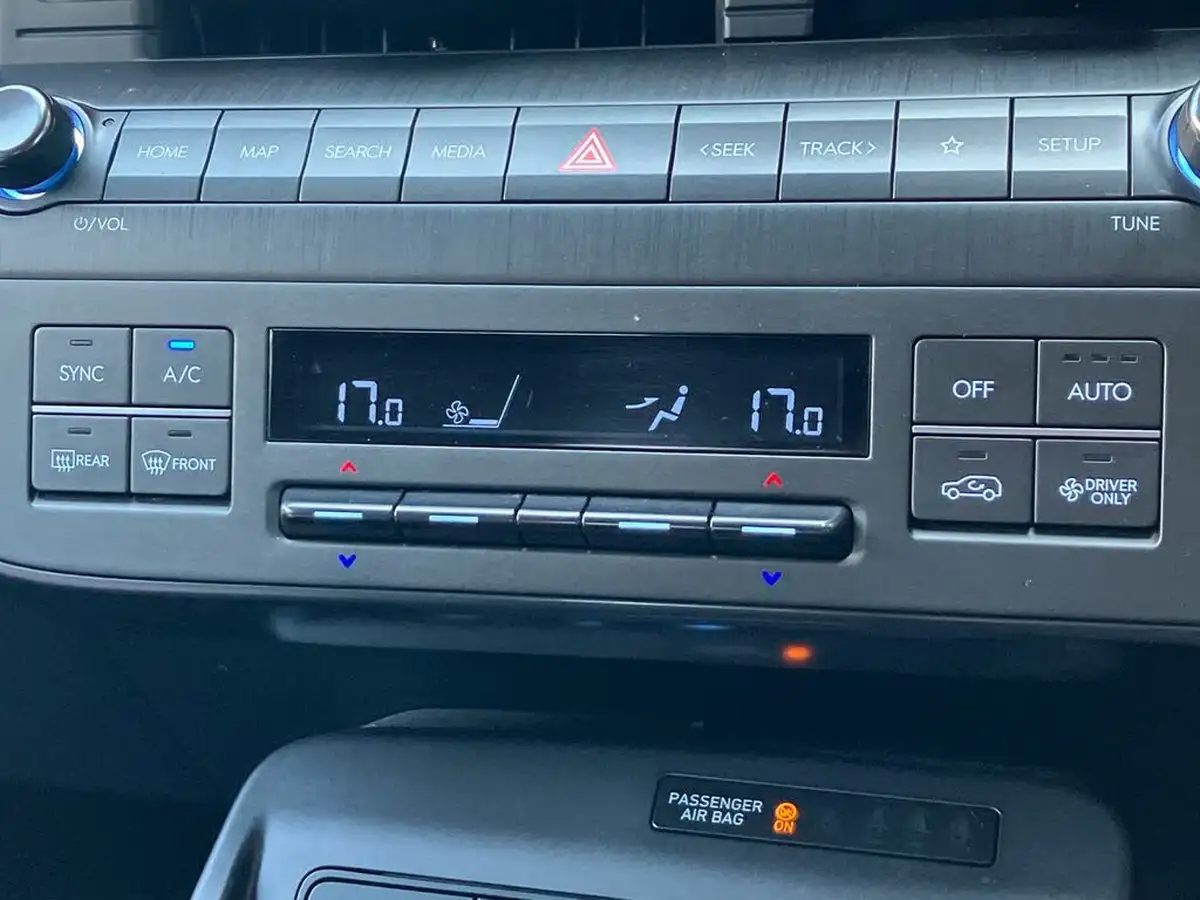 HOME MAP SEARCH MEDIA <SEEK TRACK> SETUP
/VOL TUNE
SYNC A/C
REAR FRONT
17.0 17.0
OFF AUTO
DRIVER
ONLY
PASSENGER
AIR BAG
ON